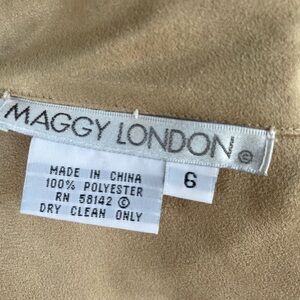 MAGGY LONDON ©
6
MADE IN CHINA
100% POLYESTER
RN 58142 ©
DRY CLEAN ONLY